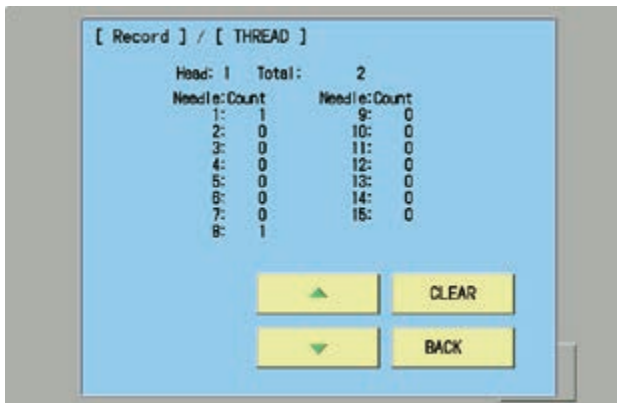 [ Record ] / [ THREAD ]
Head: 1 Total: 2
Needle:Count Needle:Count
1: 1 9: 0
2: 0 10: 0
3: 0 11: 0
4: 0 12: 0
5: 0 13: 0
6: 0 14: 0
7: 0 15: 0
8: 1
CLEAR
BACK